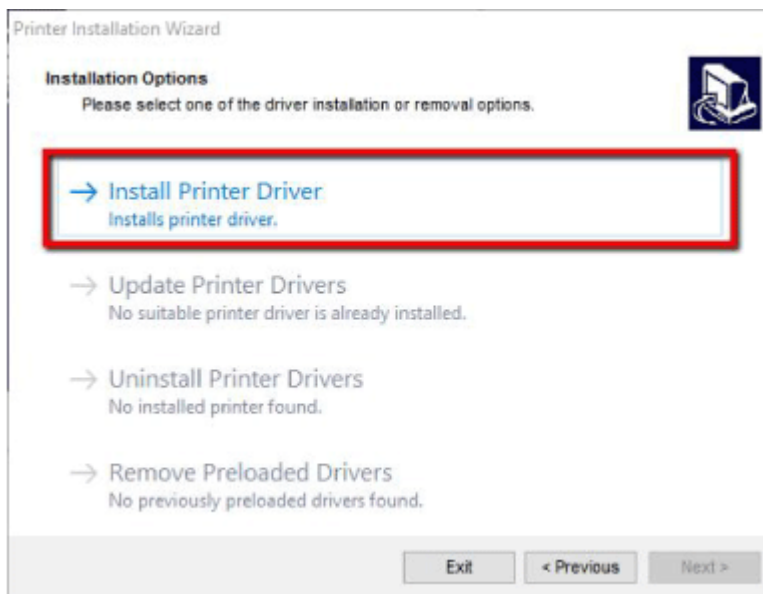 Printer Installation Wizard
Installation Options
Please select one of the driver installation or removal options.
→ Install Printer Driver
Installs printer driver.
→ Update Printer Drivers
No suitable printer driver is already installed.
→ Uninstall Printer Drivers
No installed printer found.
→ Remove Preloaded Drivers
No previously preloaded drivers found.
Exit < Previous Next >